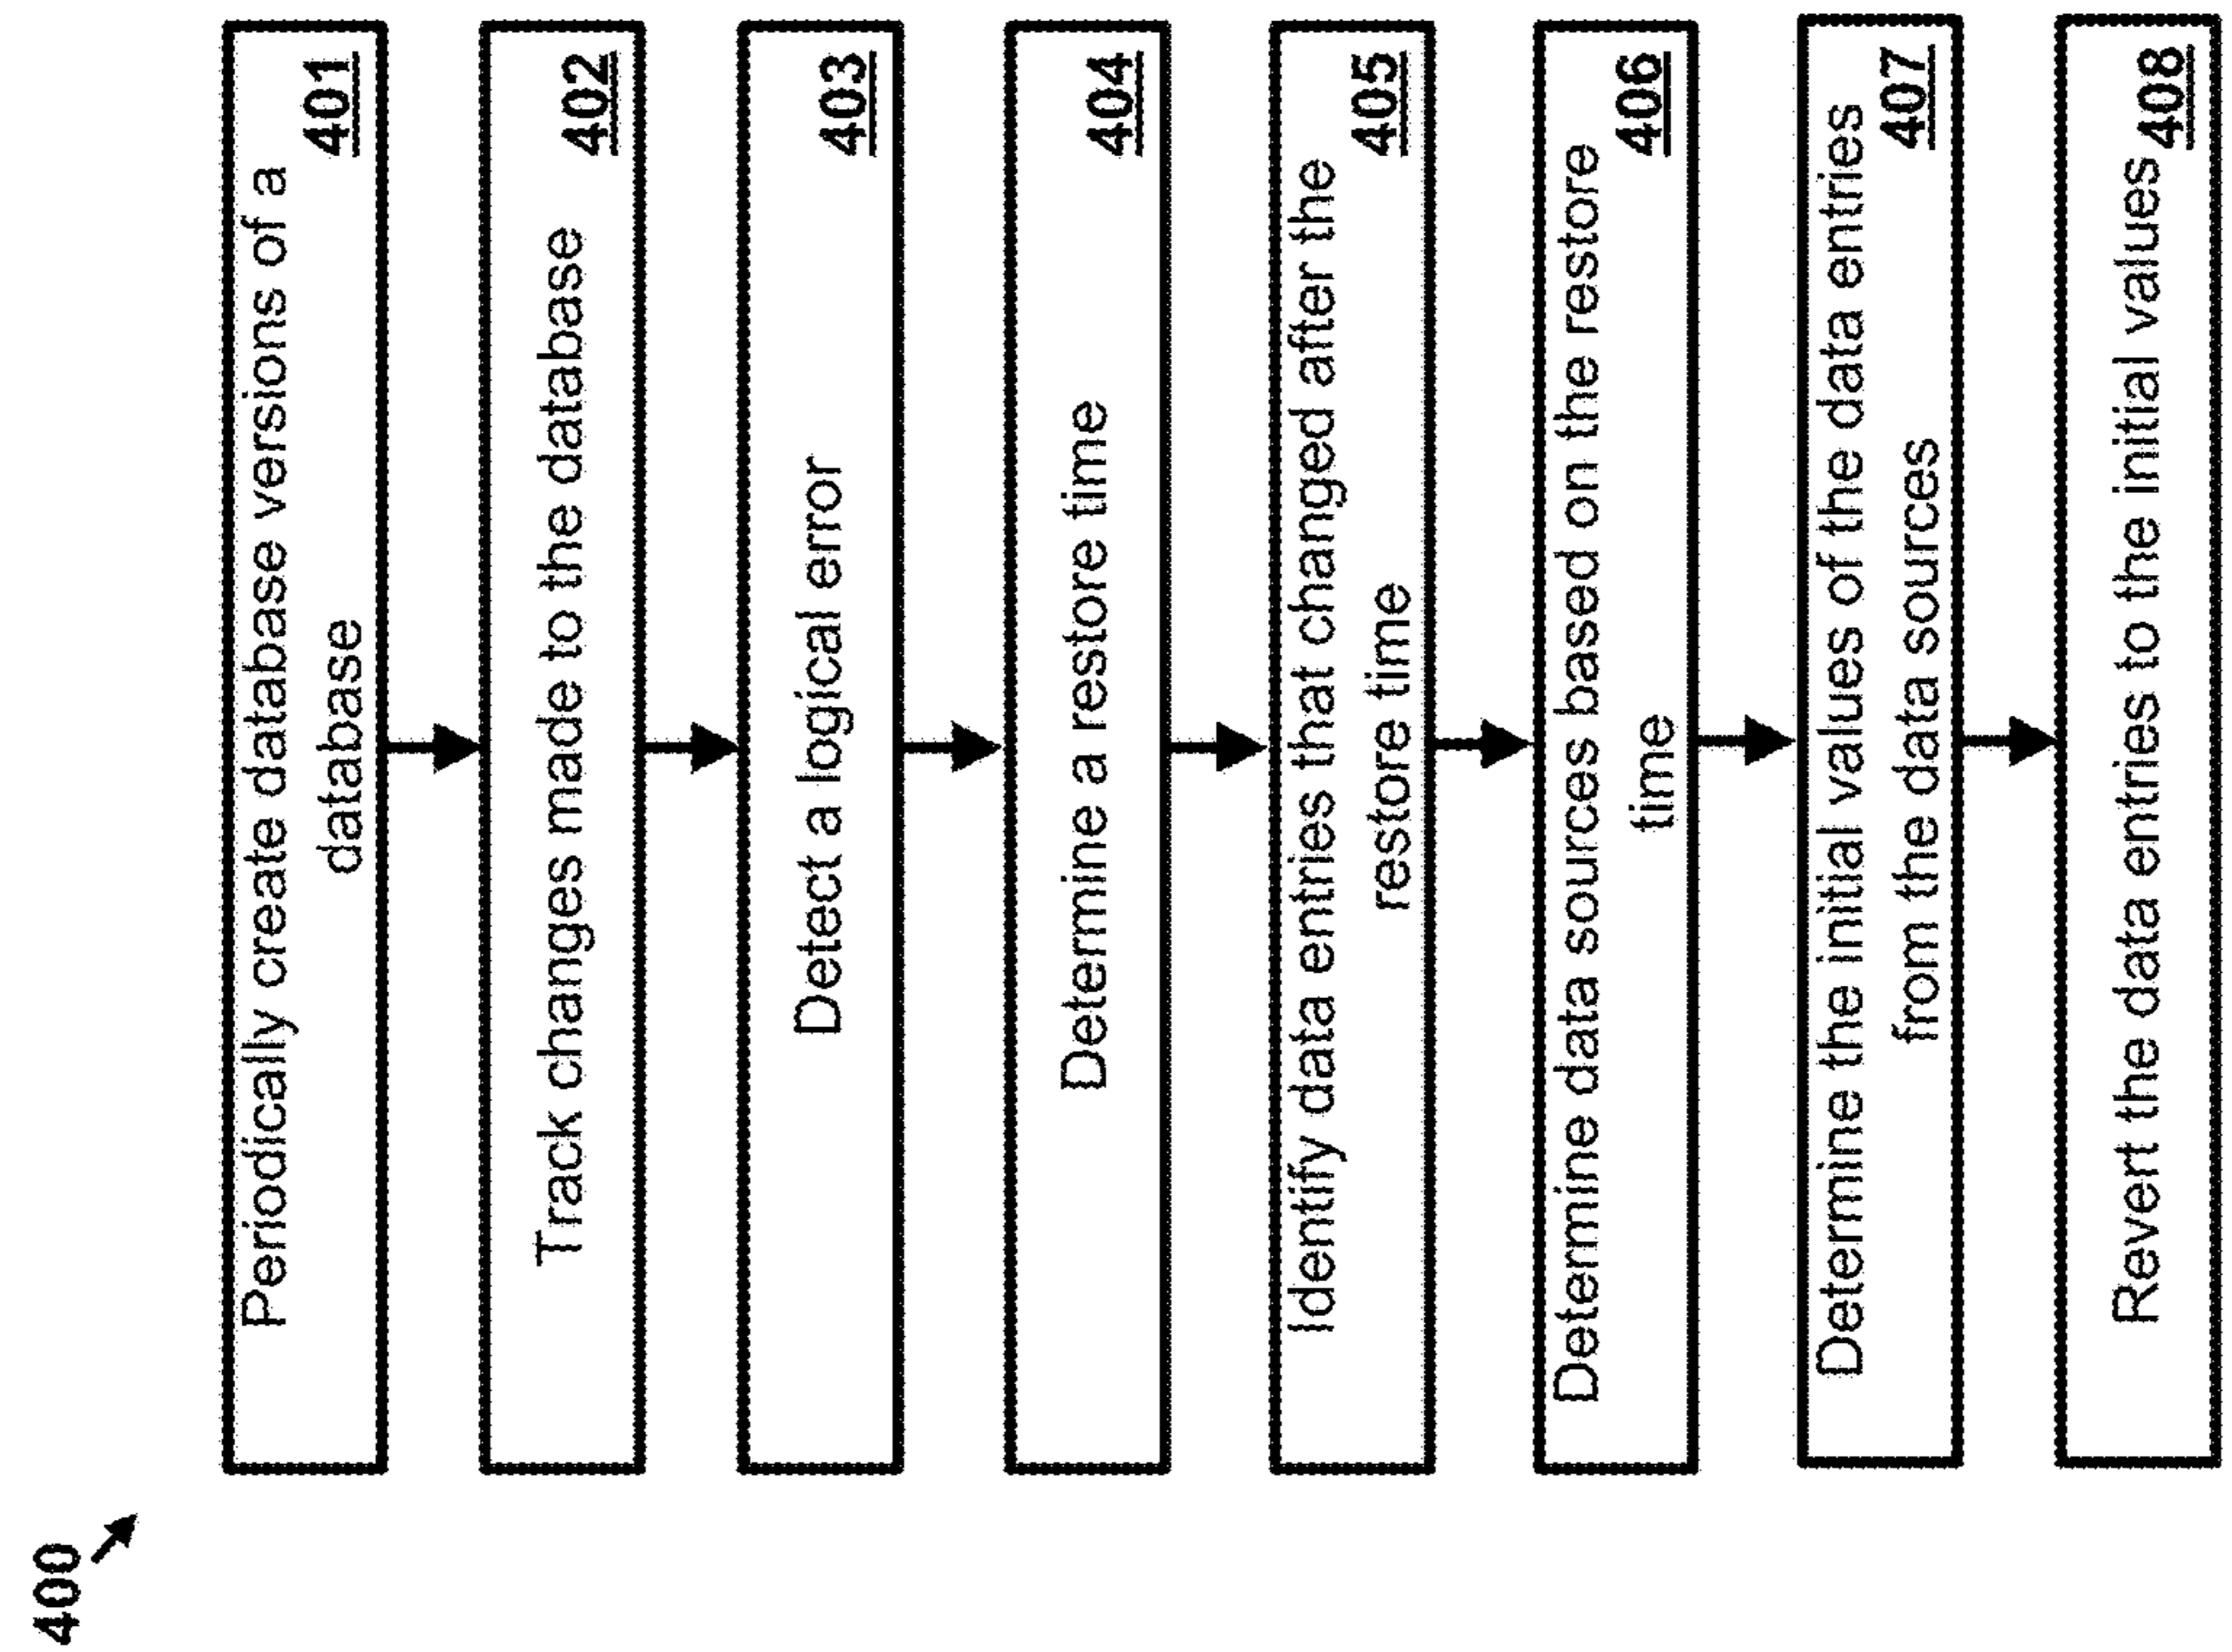 400
Periodically create database versions of a
database
401
Track changes made to the database
402
Detect a logical error
403
Determine a restore time
404
Identify data entries that changed after the
restore time
405
Determine data sources based on the restore
time
406
Determine the initial values of the data entries
from the data sources
407
Revert the data entries to the initial values
408